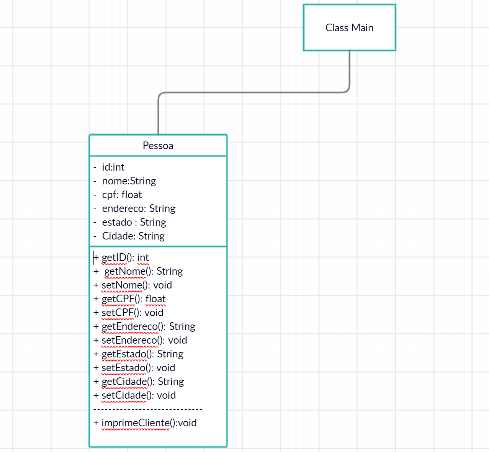 Class Main
Pessoa
- id:int
- nome:String
- cpf: float
- endereco: String
- estado : String
- Cidade: String
+ getID(): int
+ getNome(): String
+ setNome(): void
+ getCPF(): float
+ setCPF(): void
+ getEndereco(): String
+ setEndereco(): void
+ getEstado(): String
+ setEstado(): void
+ getCidade(): String
+ setCidade(): void
-----------------------------
+ imprimeCliente():void